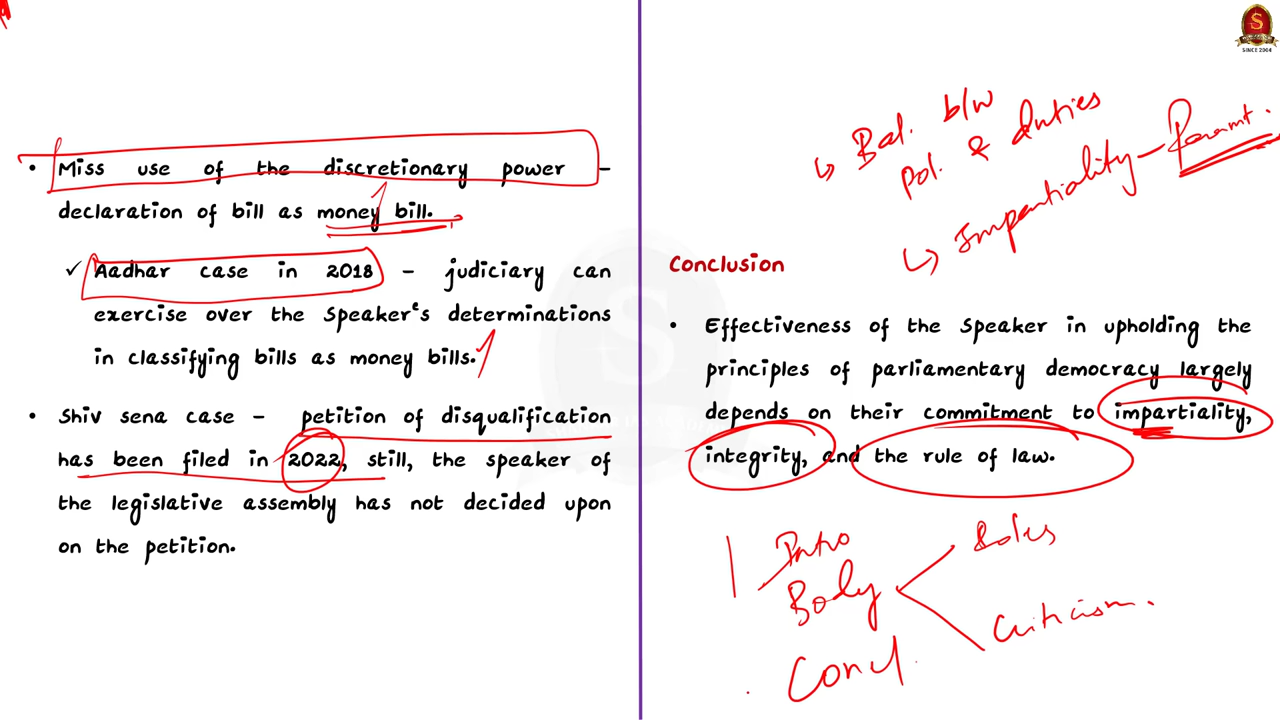 • Miss use of the discretionary power –
declaration of bill as money bill.
✓ Aadhar case in 2018 – judiciary can
exercise over the speaker's determinations
in classifying bills as money bills.
• Shiv sena case – petition of disqualification
has been filed in 2022, still, the speaker of
the legislative assembly has not decided upon
on the petition.
S
SINCE 2004
↳ Bal. b/w
Pol. & duties
↳ Impartiality – Paramt.
Conclusion
• Effectiveness of the speaker in upholding the
principles of parliamentary democracy largely
depends on their commitment to impartiality,
integrity, and the rule of law.
Intro
Body
Roles
Criticism.
Concl.